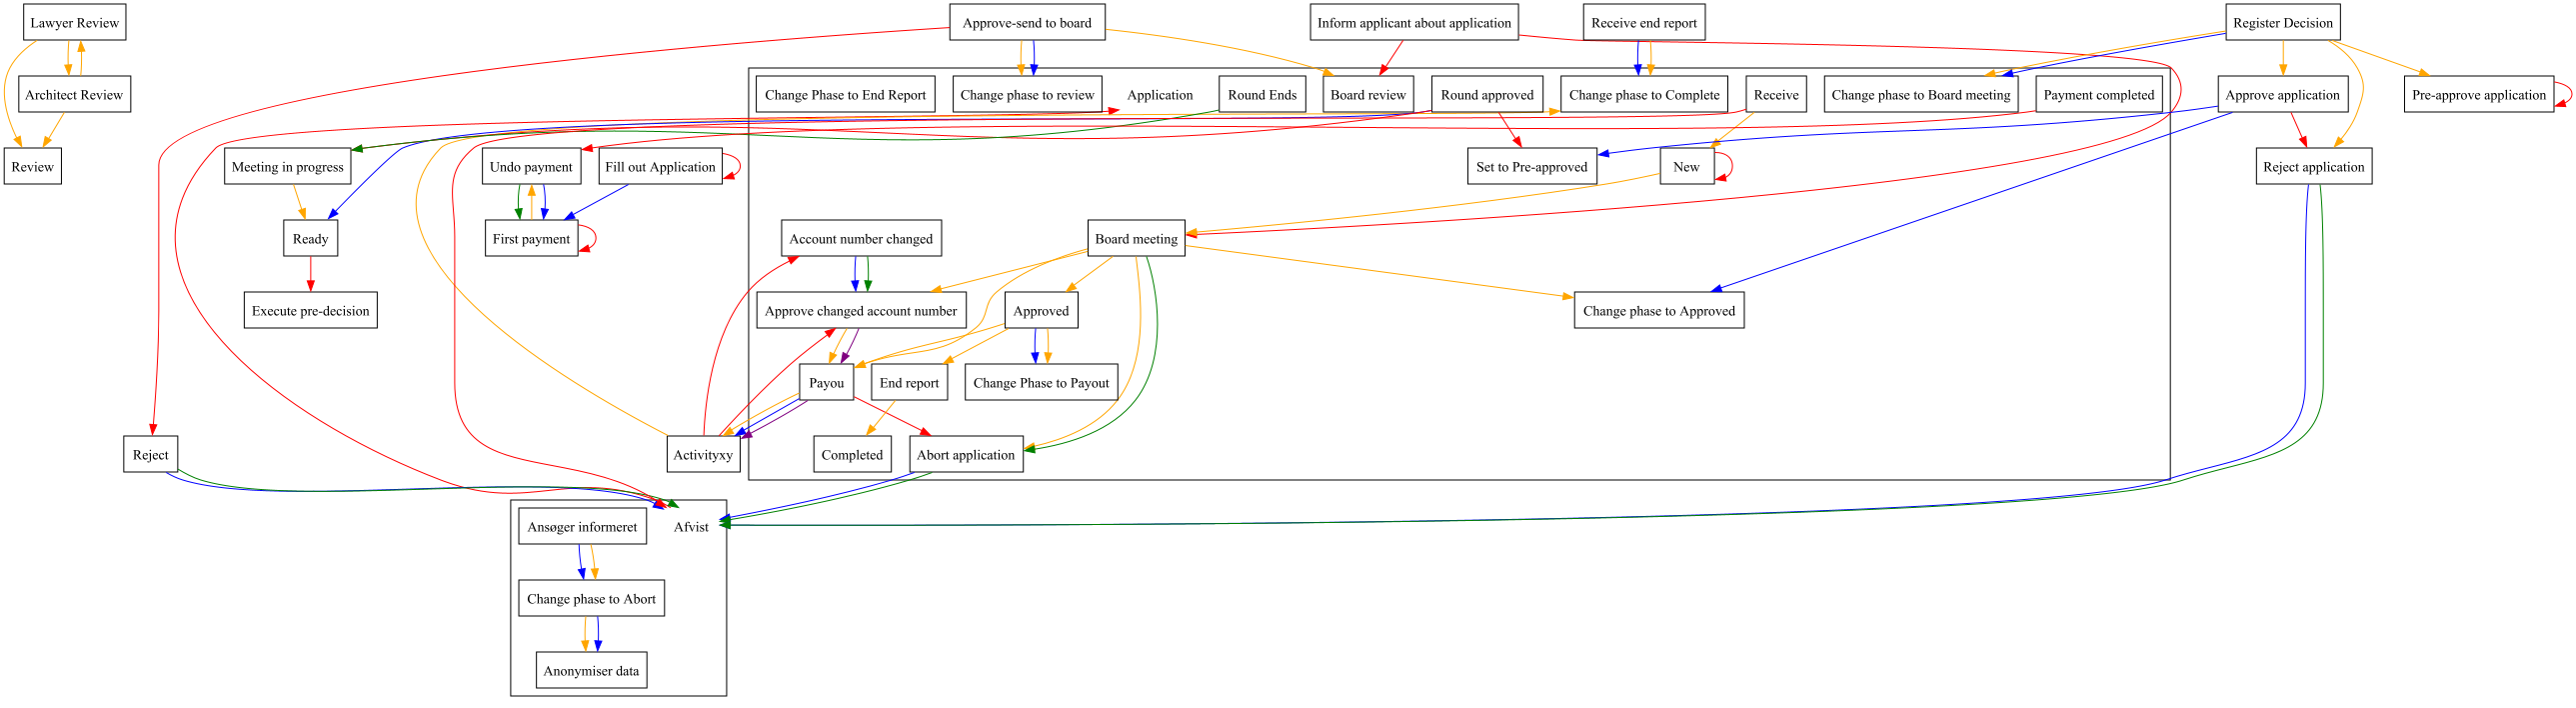 Lawyer Review
Approve-send to board
Inform applicant about application
Receive end report
Register Decision
Architect Review
Change Phase to End Report
Change phase to review
Application
Round Ends
Board review
Round approved
Change phase to Complete
Receive
Change phase to Board meeting
Payment completed
Approve application
Pre-approve application
Review
Meeting in progress
Undo payment
Fill out Application
Set to Pre-approved
New
Reject application
Ready
First payment
Account number changed
Board meeting
Execute pre-decision
Approve changed account number
Approved
Change phase to Approved
Payou
End report
Change Phase to Payout
Reject
Activityxy
Completed
Abort application
Ansøger informeret
Afvist
Change phase to Abort
Anonymiser data